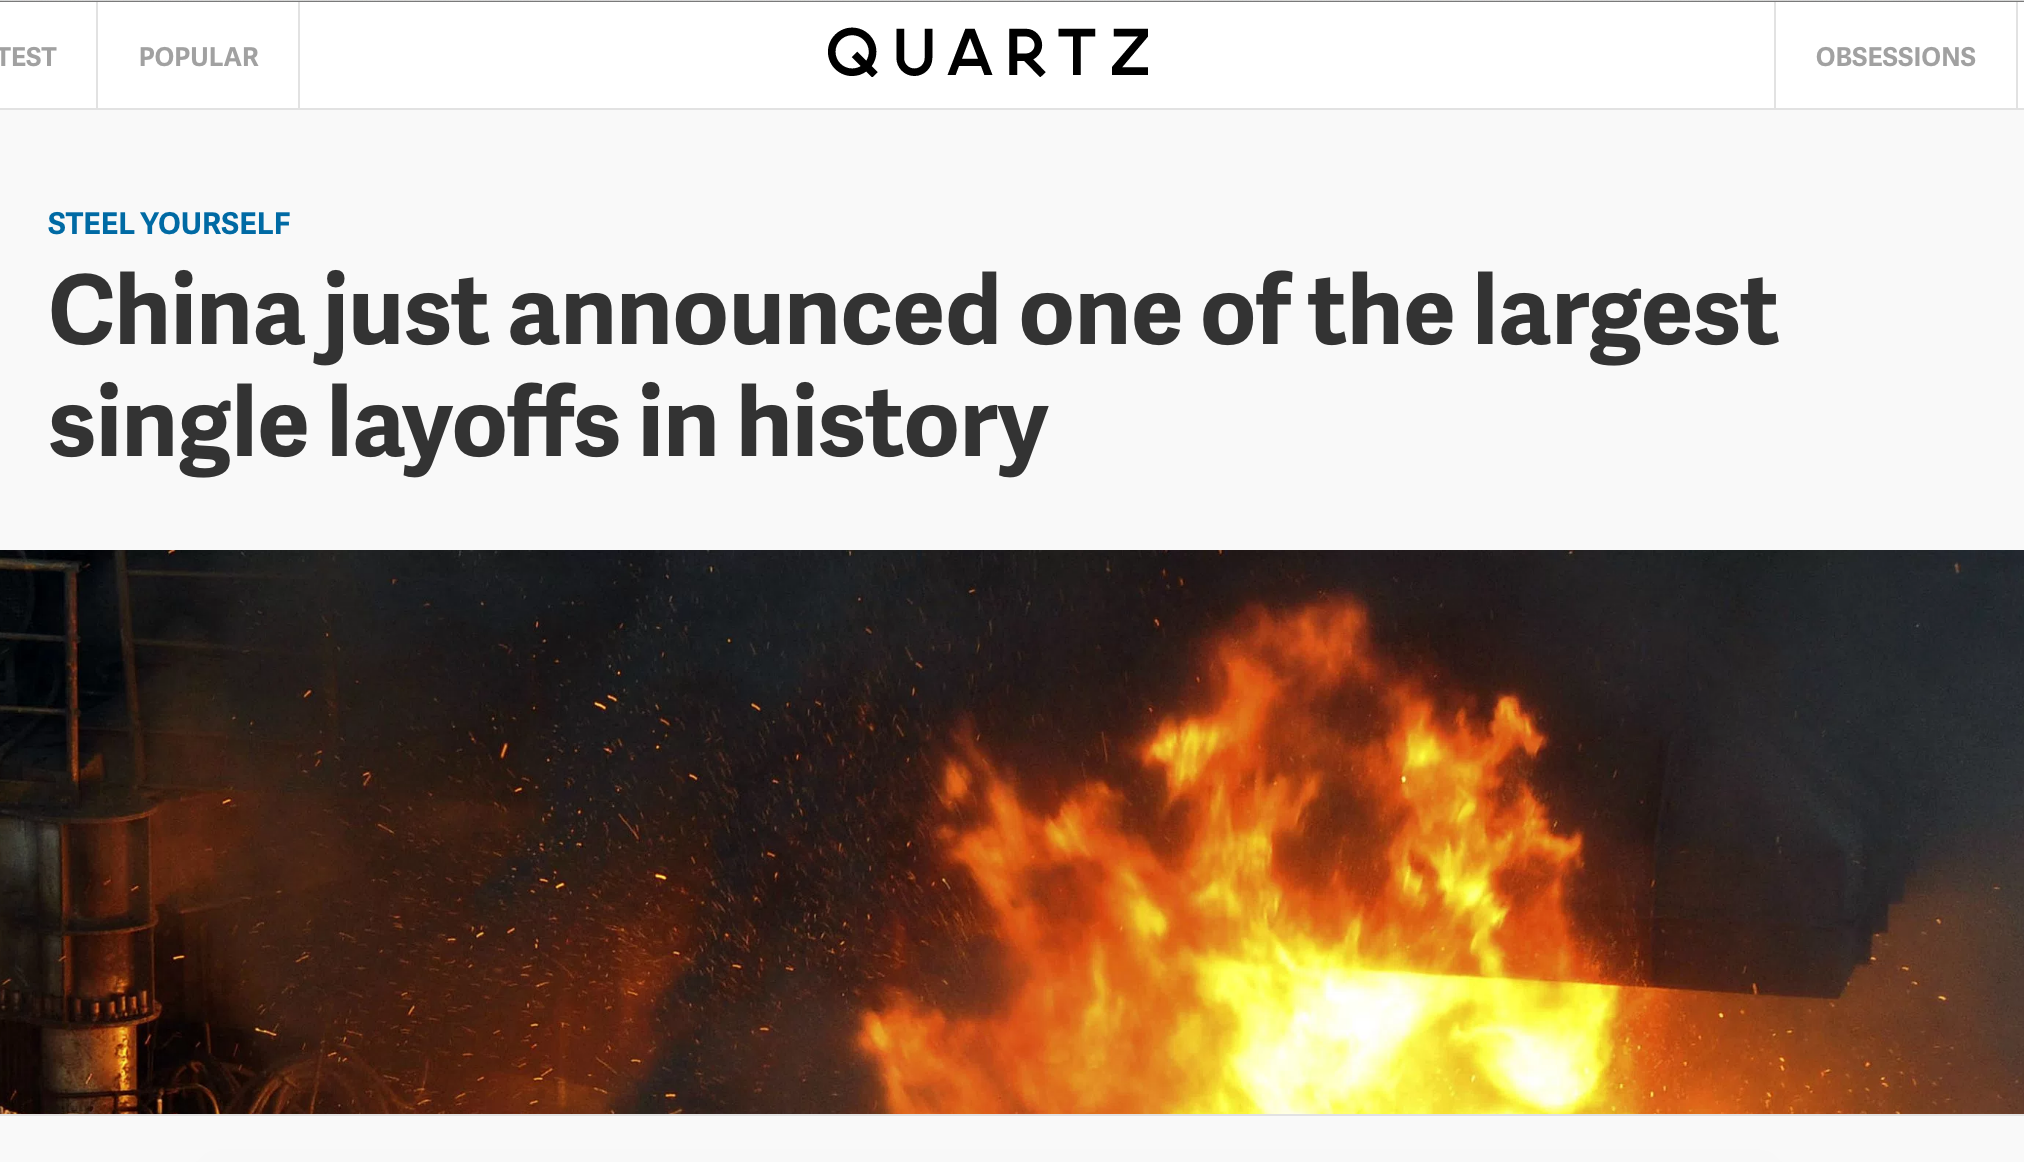 TEST
POPULAR
QUARTZ
OBSESSIONS
STEEL YOURSELF
China just announced one of the largest
single layoffs in history